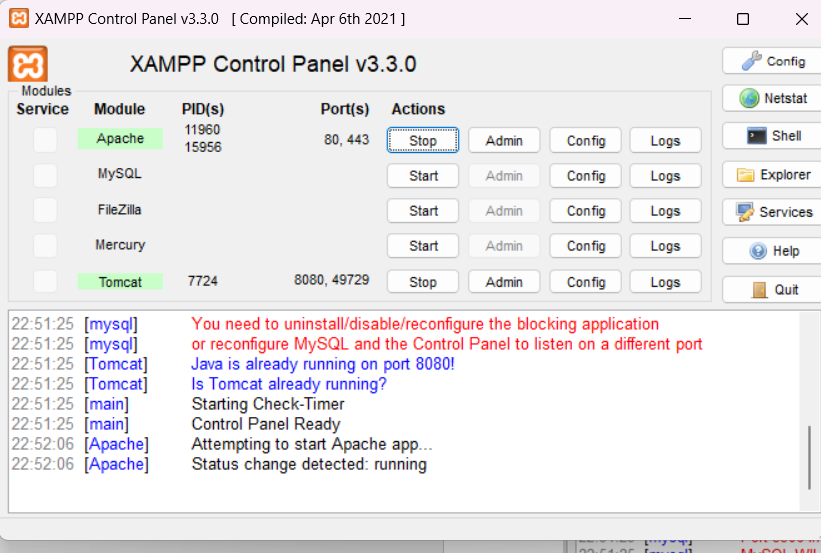 XAMPP Control Panel v3.3.0 [ Compiled: Apr 6th 2021 ]
XAMPP Control Panel v3.3.0
Config
Modules
Service Module PID(s) Port(s) Actions
Netstat
Apache 11960 15956 80, 443 Stop Admin Config Logs
Shell
MySQL Start Admin Config Logs
Explorer
FileZilla Start Admin Config Logs
Services
Mercury Start Admin Config Logs
Help
Tomcat 7724 8080, 49729 Stop Admin Config Logs
Quit
22:51:25 [mysql] You need to uninstall/disable/reconfigure the blocking application
22:51:25 [mysql] or reconfigure MySQL and the Control Panel to listen on a different port
22:51:25 [Tomcat] Java is already running on port 8080!
22:51:25 [Tomcat] Is Tomcat already running?
22:51:25 [main] Starting Check-Timer
22:51:25 [main] Control Panel Ready
22:52:06 [Apache] Attempting to start Apache app...
22:52:06 [Apache] Status change detected: running